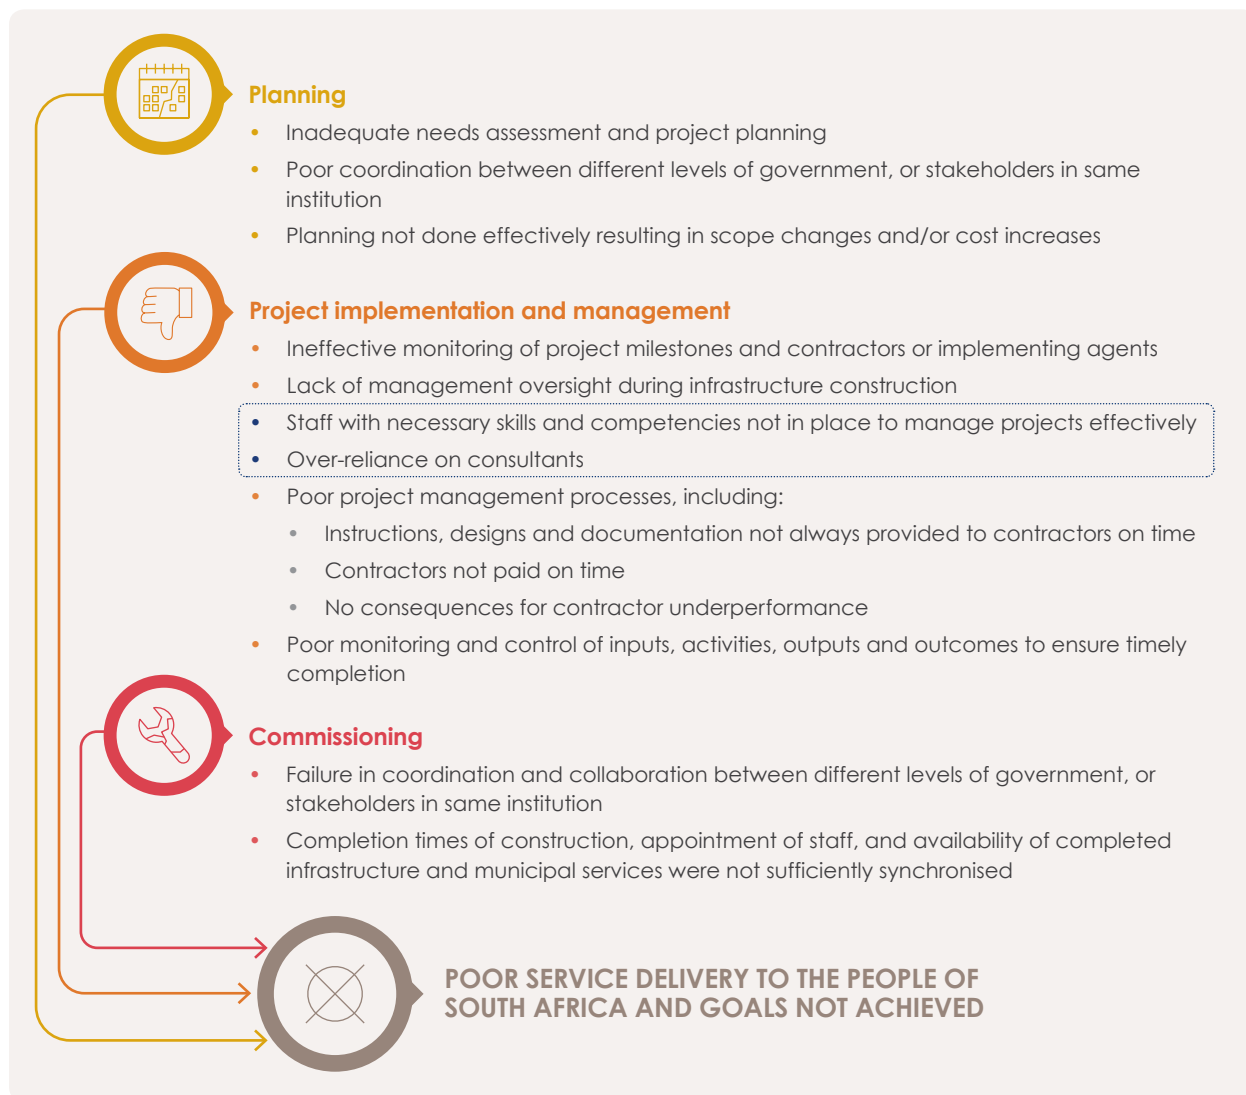 Planning
• Inadequate needs assessment and project planning
• Poor coordination between different levels of government, or stakeholders in same
institution
• Planning not done effectively resulting in scope changes and/or cost increases
Project implementation and management
• Ineffective monitoring of project milestones and contractors or implementing agents
• Lack of management oversight during infrastructure construction
• Staff with necessary skills and competencies not in place to manage projects effectively
• Over-reliance on consultants
• Poor project management processes, including:
• Instructions, designs and documentation not always provided to contractors on time
• Contractors not paid on time
• No consequences for contractor underperformance
• Poor monitoring and control of inputs, activities, outputs and outcomes to ensure timely
completion
Commissioning
• Failure in coordination and collaboration between different levels of government, or
stakeholders in same institution
• Completion times of construction, appointment of staff, and availability of completed
infrastructure and municipal services were not sufficiently synchronised
POOR SERVICE DELIVERY TO THE PEOPLE OF
SOUTH AFRICA AND GOALS NOT ACHIEVED